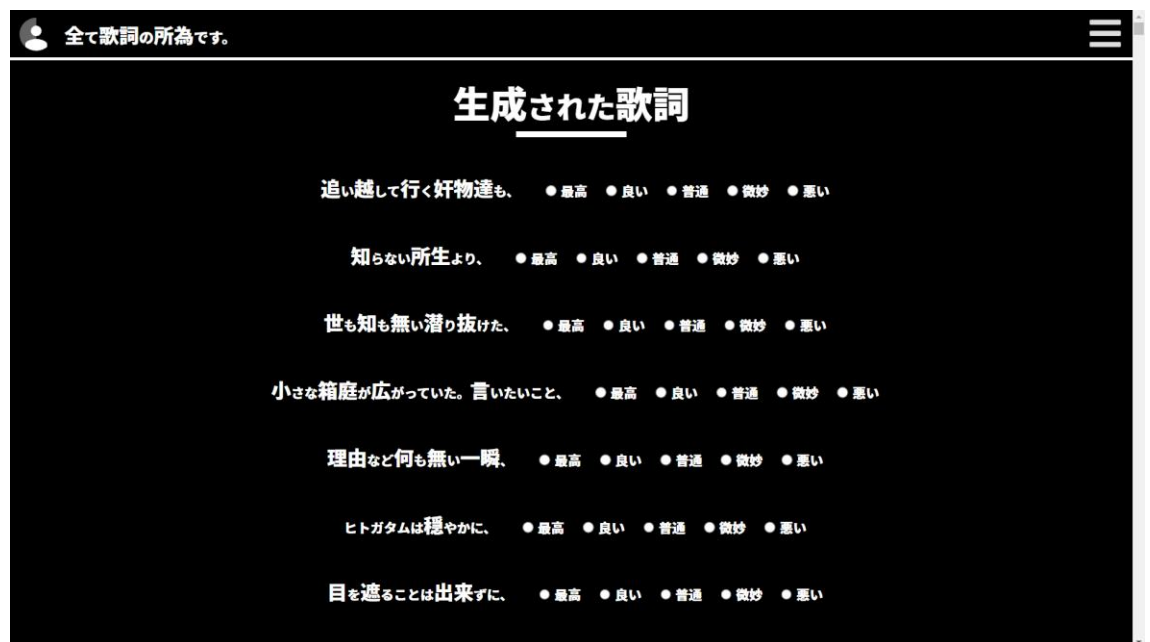 全て歌詞の所為です。
生成された歌詞
追い越して行く奸物達も、 最高 良い 普通 微妙 悪い
知らない所生より、 最高 良い 普通 微妙 悪い
世も知も無い潜り抜けた、 最高 良い 普通 微妙 悪い
小さな箱庭が広がっていた。言いたいこと、 最高 良い 普通 微妙 悪い
理由など何も無い一瞬、 最高 良い 普通 微妙 悪い
ヒトガタムは穏やかに、 最高 良い 普通 微妙 悪い
目を遮ることは出来ずに、 最高 良い 普通 微妙 悪い